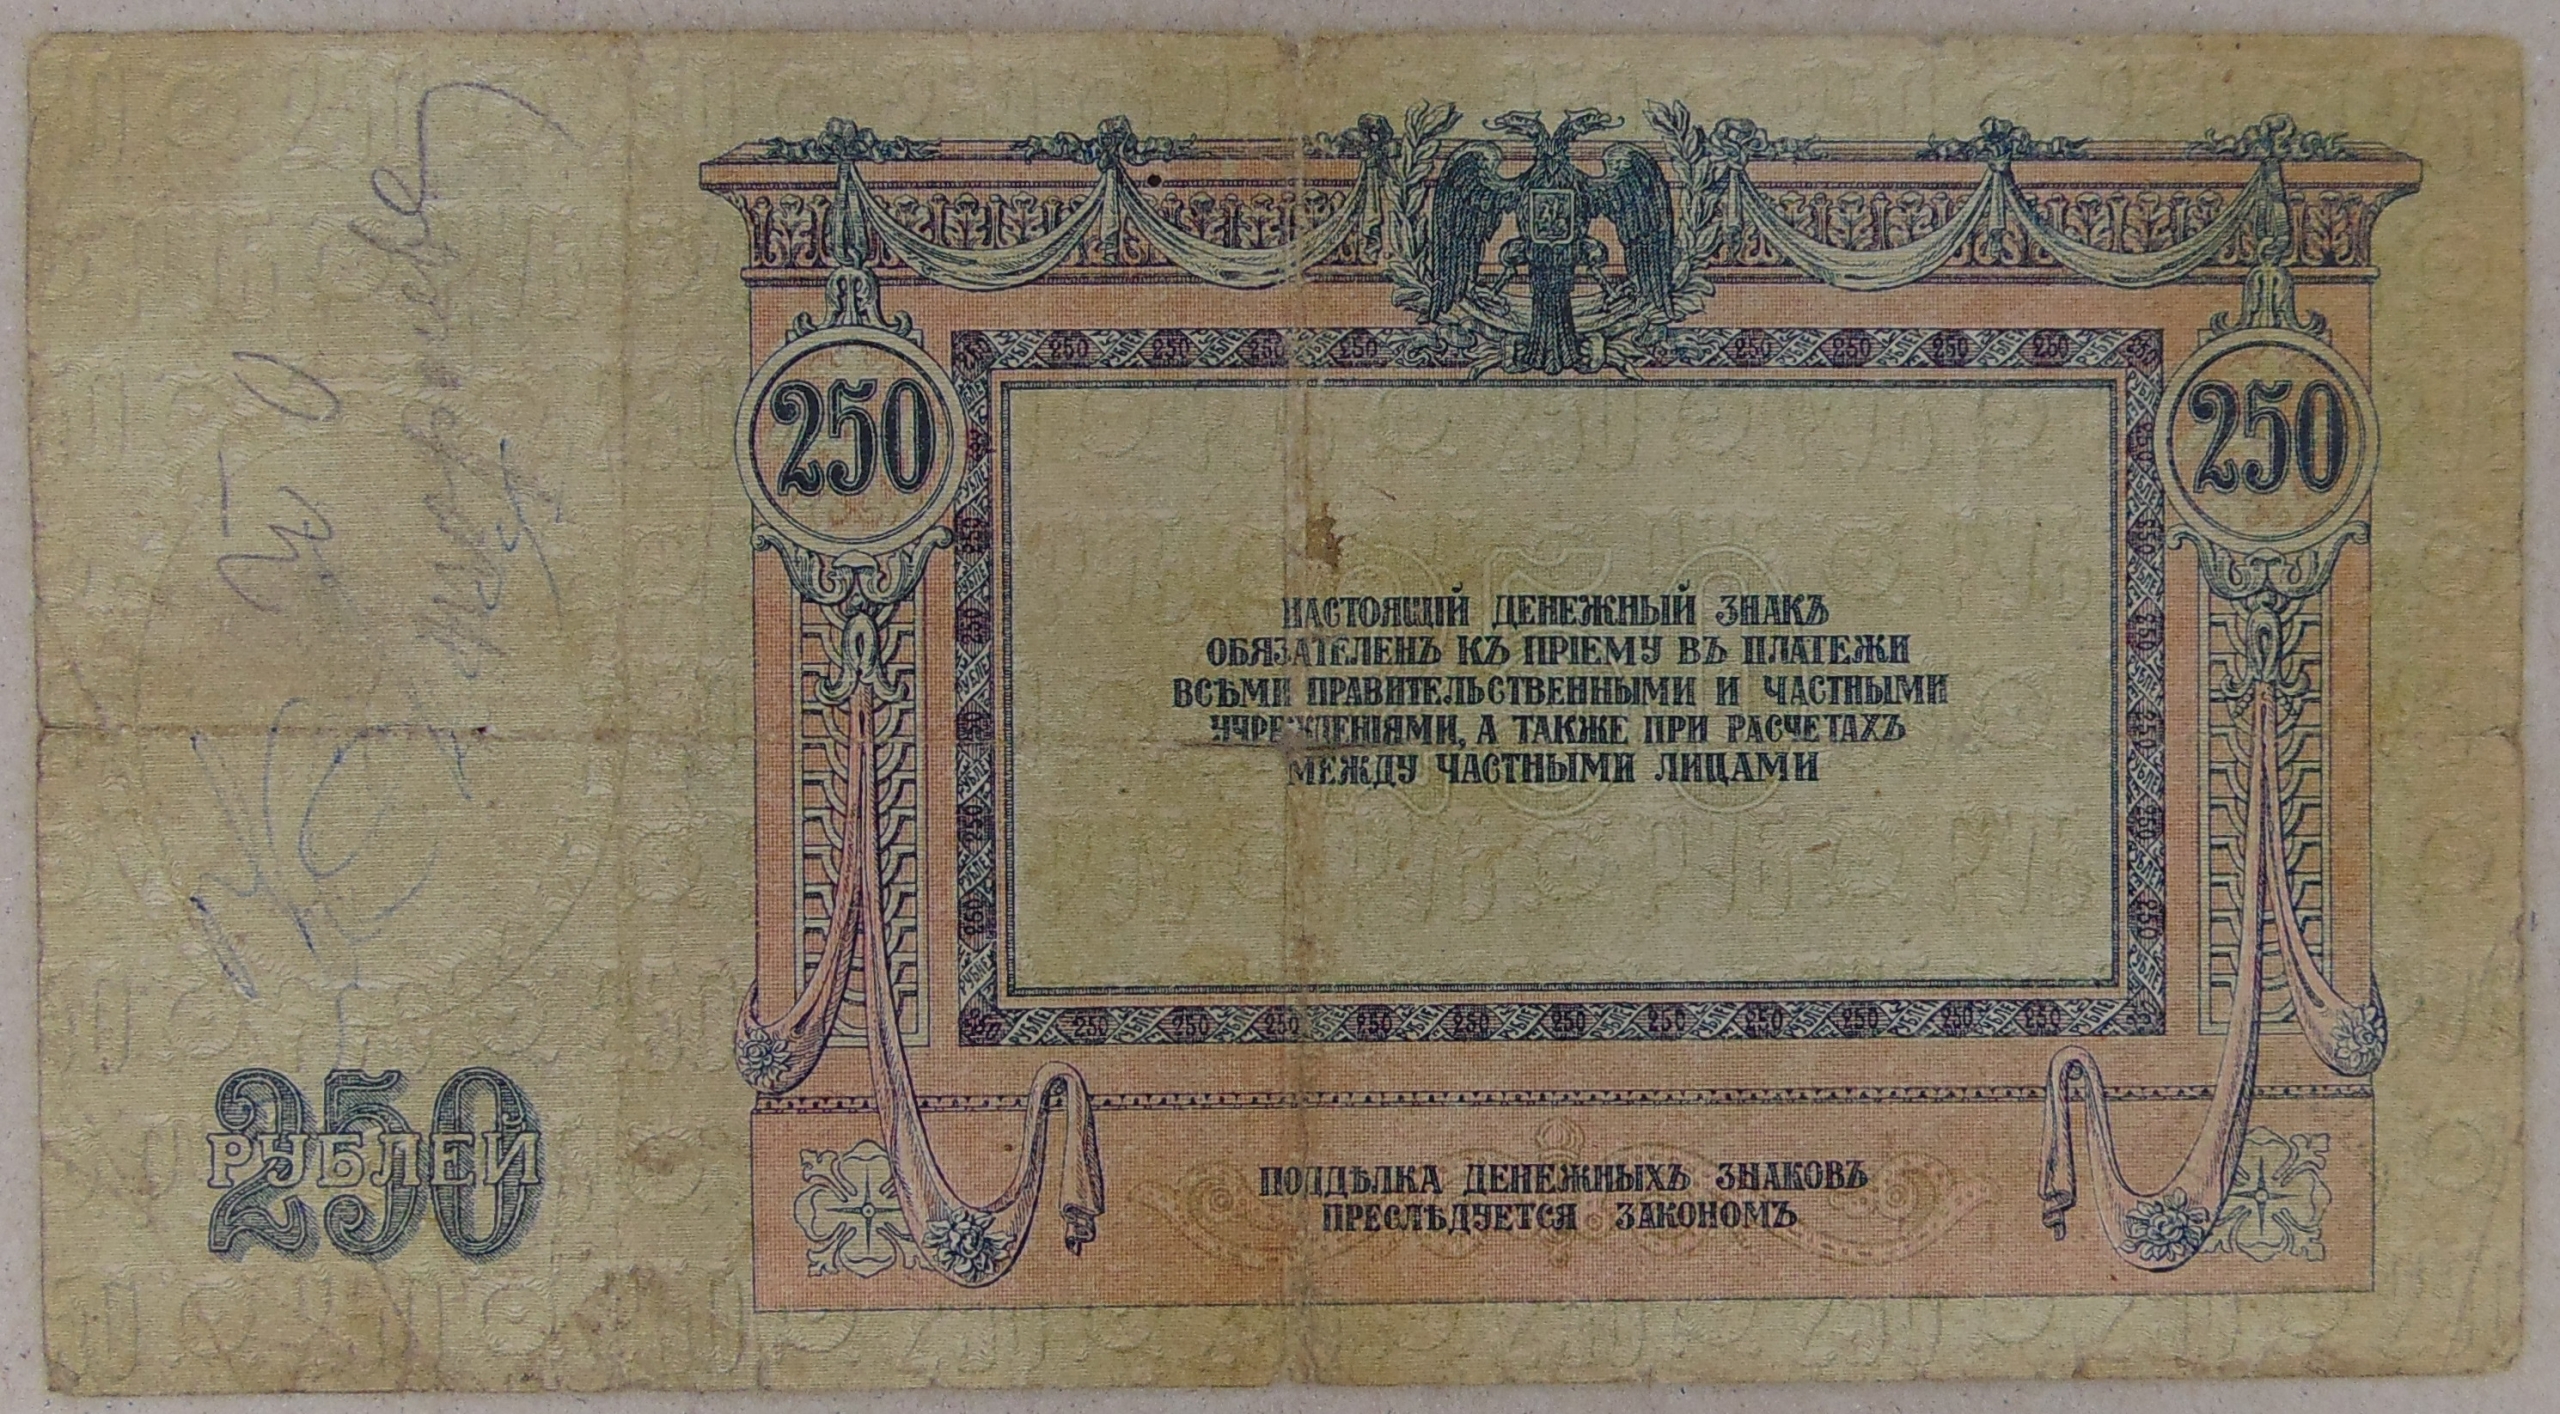 250
250
НАСТОЯЩІЙ ДЕНЕЖНЫЙ ЗНАКЪ
ОБЯЗАТЕЛЕНЪ КЪ ПРІЕМУ ВЪ ПЛАТЕЖИ
ВСѢМИ ПРАВИТЕЛЬСТВЕННЫМИ И ЧАСТНЫМИ
УЧРЕЖДЕНІЯМИ, А ТАКЖЕ ПРИ РАСЧЕТАХЪ
МЕЖДУ ЧАСТНЫМИ ЛИЦАМИ
250
РУБЛЕЙ
ПОДДѢЛКА ДЕНЕЖНЫХЪ ЗНАКОВЪ
ПРЕСЛѢДУЕТСЯ ЗАКОНОМЪ